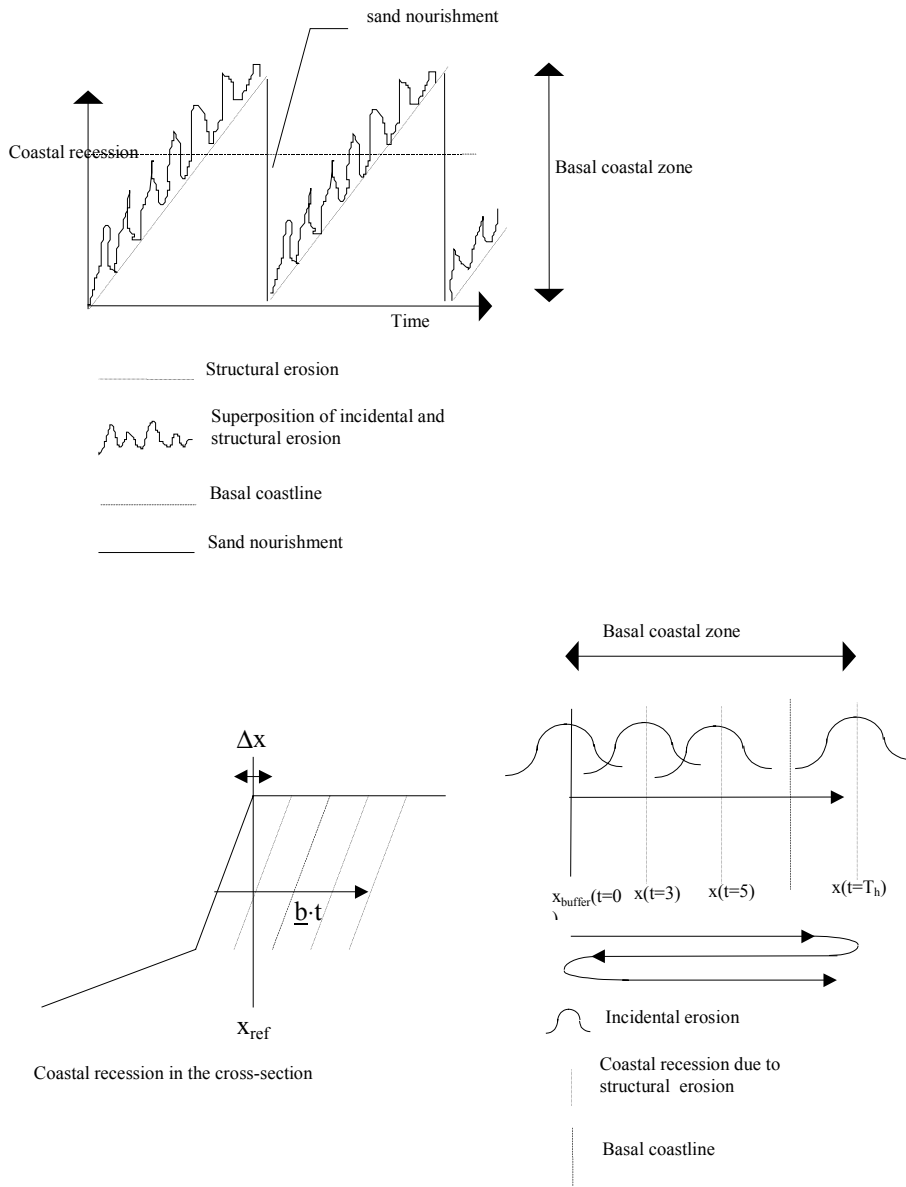 sand nourishment
Coastal recession
Basal coastal zone
Time
Structural erosion
Superposition of incidental and
structural erosion
Basal coastline
Sand nourishment
Basal coastal zone
Δx
b·t
x_ref
Coastal recession in the cross-section
x_buffer(t=0
)
x(t=3)
x(t=5)
x(t=T_h)
Incidental erosion
Coastal recession due to
structural erosion
Basal coastline